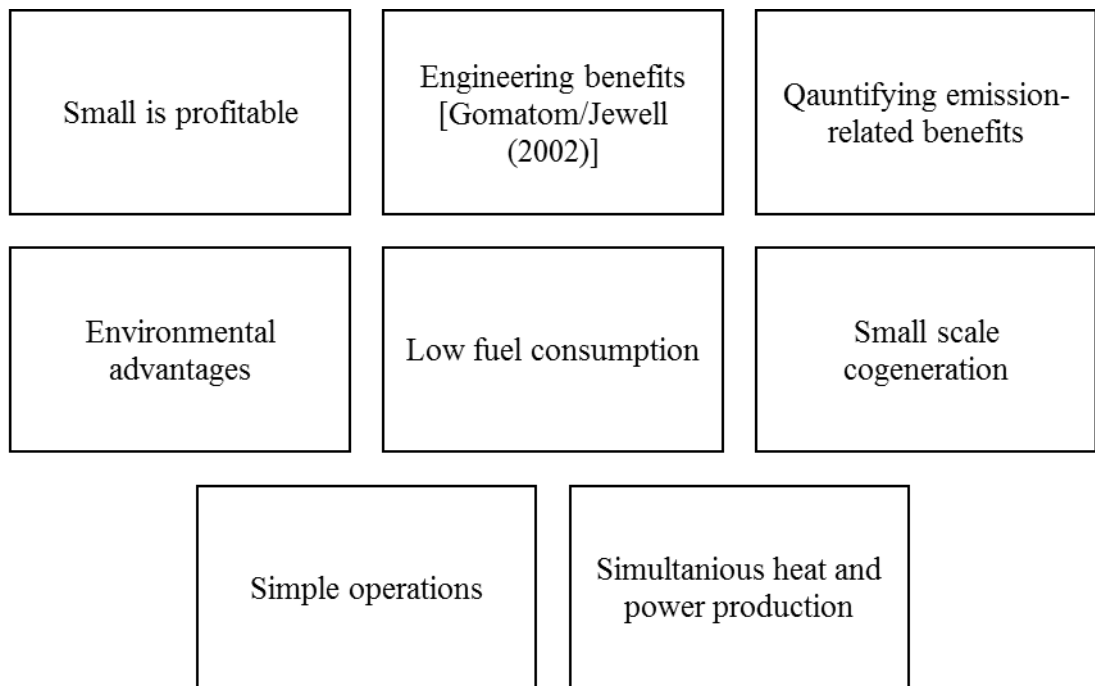 Small is profitable
Engineering benefits
[Gomatom/Jewell
(2002)]
Qauntifying emission-
related benefits
Environmental
advantages
Low fuel consumption
Small scale
cogeneration
Simple operations
Simultanious heat and
power production